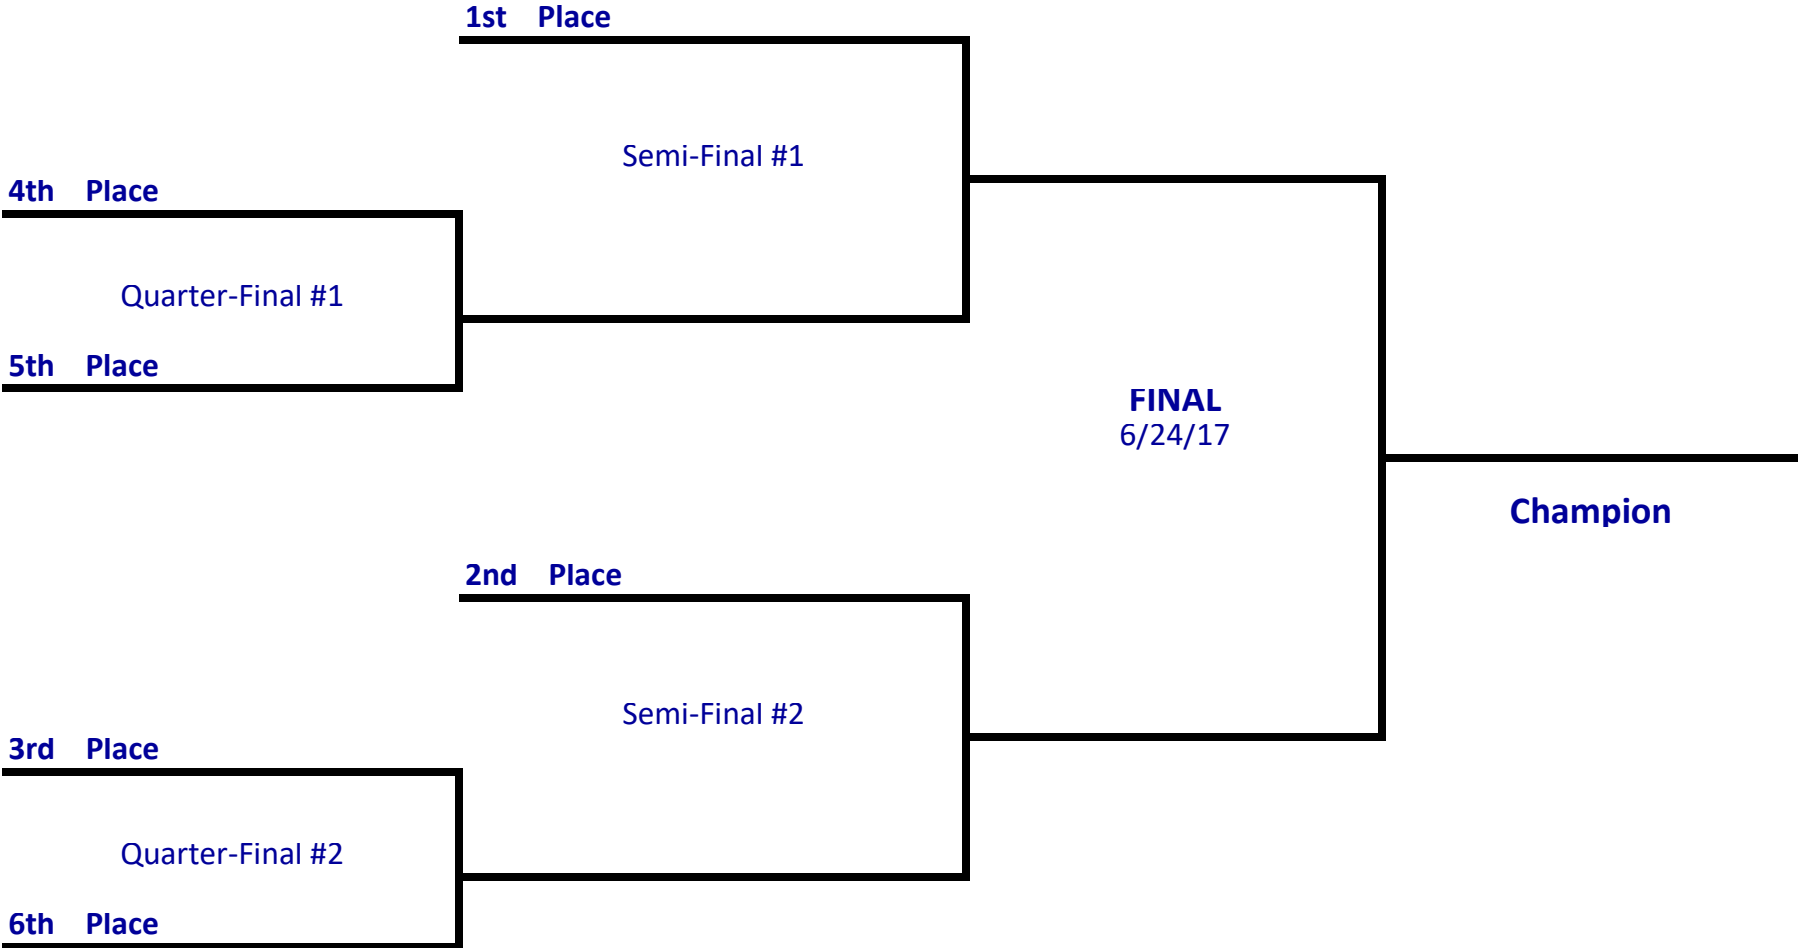 1st Place
Semi-Final #1
4th Place
Quarter-Final #1
5th Place
FINAL
6/24/17
Champion
2nd Place
Semi-Final #2
3rd Place
Quarter-Final #2
6th Place